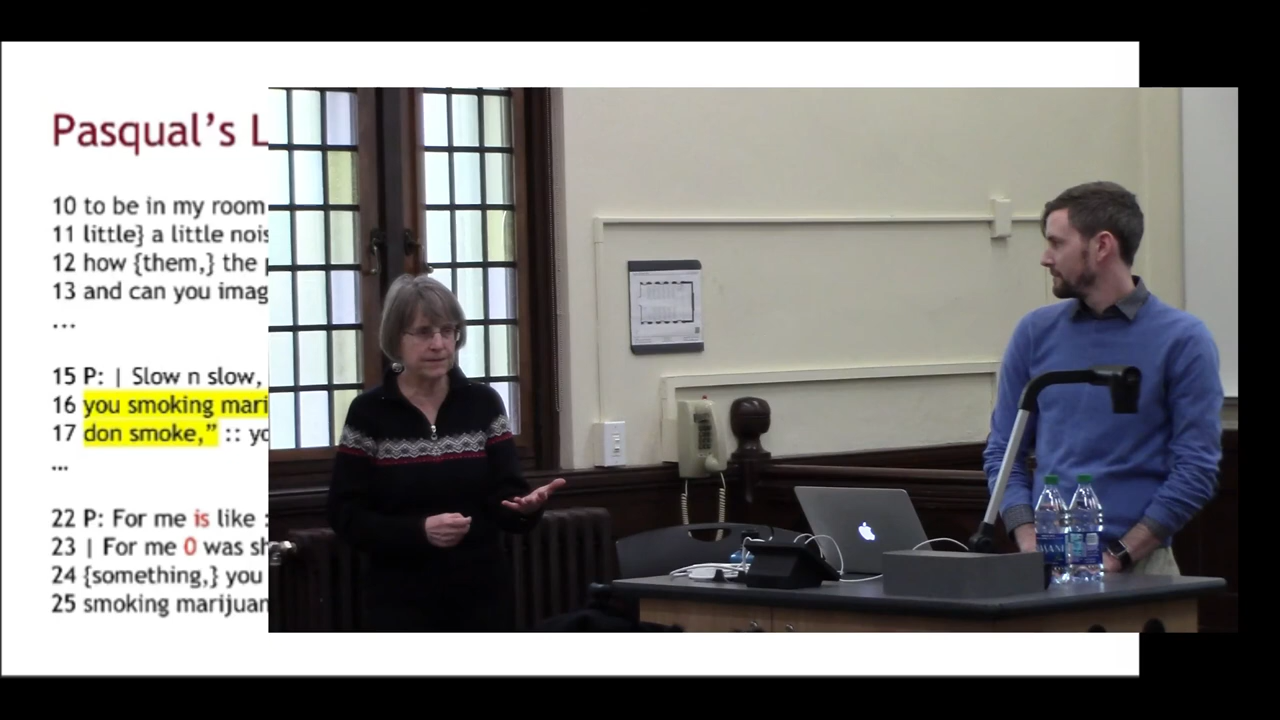 Pasqual's L
10 to be in my room
11 little} a little nois
12 how {them,} the p
13 and can you imag
...
15 P: | Slow n slow,
16 you smoking mari
17 don smoke," :: yo
...
22 P: For me is like :
23 | For me 0 was sh
24 {something,} you
25 smoking marijuan